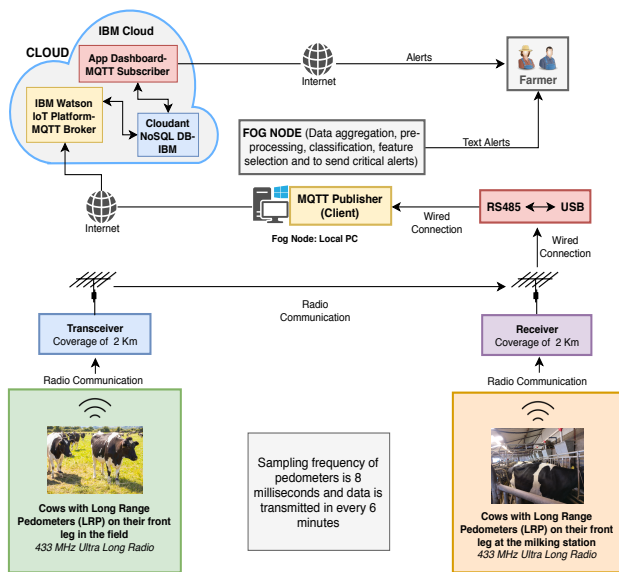 IBM Cloud
CLOUD
App Dashboard-
MQTT Subscriber
IBM Watson
IoT Platform-
MQTT Broker
Cloudant
NoSQL DB-
IBM
Internet
Alerts
Farmer
FOG NODE (Data aggregation, pre-
processing, classification, feature
selection and to send critical alerts)
Text Alerts
Internet
MQTT Publisher
(Client)
Fog Node: Local PC
Wired
Connection
RS485
USB
Wired
Connection
Radio
Communication
Transceiver
Coverage of 2 Km
Receiver
Coverage of 2 Km
Radio Communication
Radio Communication
Cows with Long Range
Pedometers (LRP) on their front
leg in the field
433 MHz Ultra Long Radio
Sampling frequency of
pedometers is 8
milliseconds and data is
transmitted in every 6
minutes
Cows with Long Range
Pedometers (LRP) on their front
leg at the milking station
433 MHz Ultra Long Radio